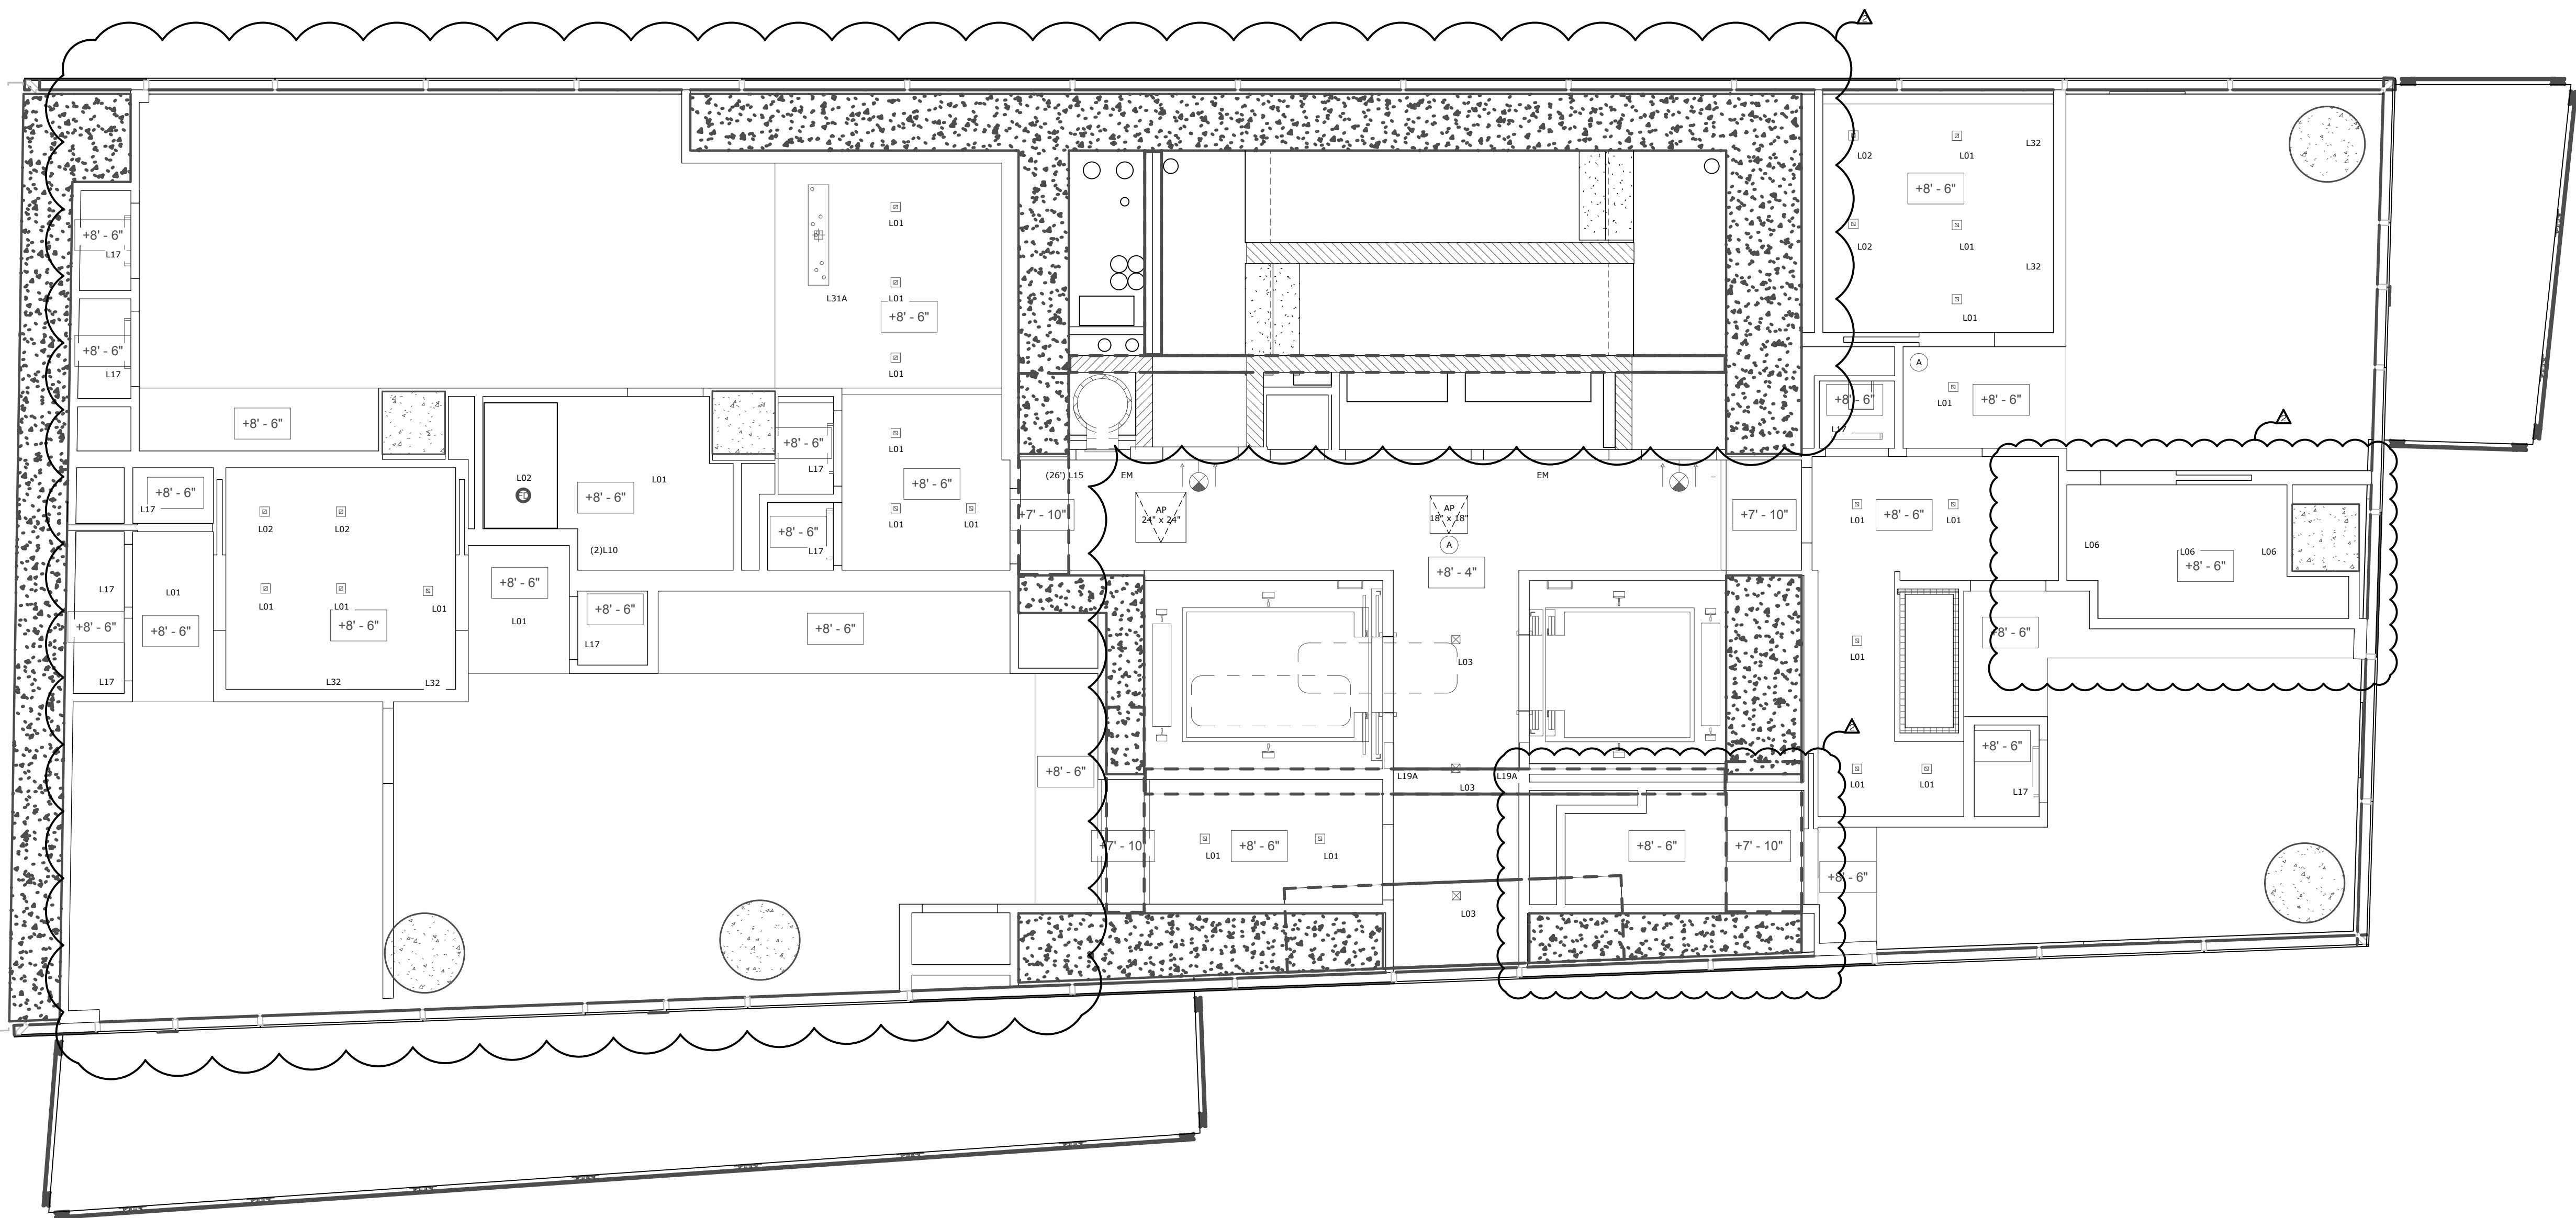 L02
L01
L32
+8' - 6"
L02
L01
L32
L01
+8' - 6"
L17
L01
L31A
L01
+8' - 6"
+8' - 6"
L17
L01
A
L01
+8' - 6"
+8' - 6"
L17
+8' - 6"
+8' - 6"
L17
L01
L02
L01
+8' - 6"
+8' - 6"
L17
+8' - 6"
L01
L01
(26') L15
EM
EM
+7' - 10"
AP
24" x 24"
AP
18" x 18"
A
+7' - 10"
L01
+8' - 6"
L01
L02
L02
+8' - 6"
L17
(2)L10
+8' - 4"
L06
L06
L06
+8' - 6"
L17
L01
L01
L01
L01
+8' - 6"
L01
+8' - 6"
L17
+8' - 6"
+8' - 6"
+8' - 6"
+8' - 6"
L17
L32
L32
L03
L01
+8' - 6"
+8' - 6"
L19A
L19A
L03
L01
L01
+8' - 6"
L17
+7' - 10
L01
+8' - 6"
L01
+8' - 6"
+7' - 10"
+8' - 6"
L03